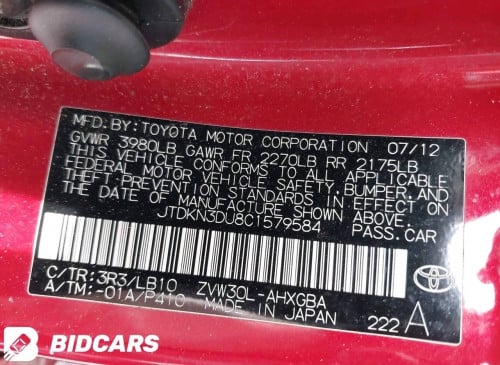 MFD. BY: TOYOTA MOTOR CORPORATION 07/12
GVWR 3980LB GAWR FR 2270LB RR 2175LB
THIS VEHICLE CONFORMS TO ALL APPLICABLE
FEDERAL MOTOR VEHICLE SAFETY, BUMPER, AND
THEFT PREVENTION STANDARDS IN EFFECT ON
THE DATE OF MANUFACTURE SHOWN ABOVE.
JTDKN3DU8C1579584 PASS. CAR
C/TR: 3R3/LB10 ZVW30L-AHXGBA
A/TM: -01A/P410 MADE IN JAPAN
TOYOTA
222 A
BIDCARS